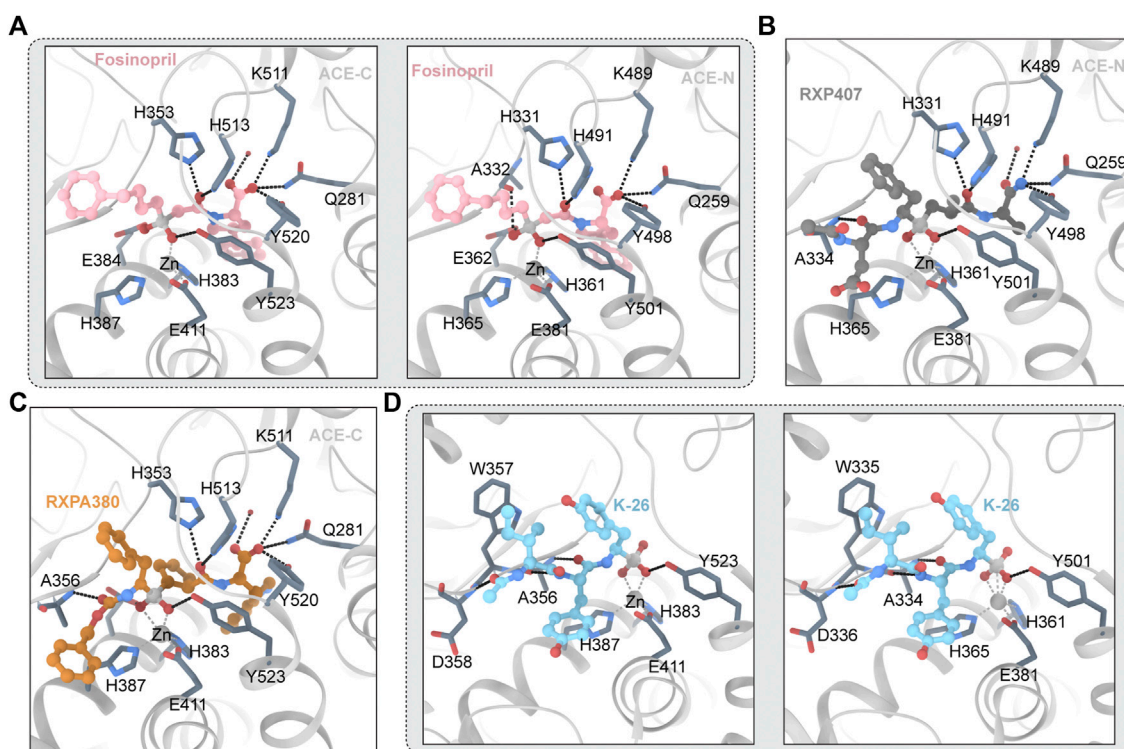 A
Fosinopril
K511
ACE-C
H353
H513
Q281
E384
Zn
H383
Y520
H387
E411
Y523
Fosinopril
K489
ACE-N
H331
H491
A332
Q259
E362
Y498
Zn
H361
H365
Y501
E381
B
K489
ACE-N
RXP407
H331
H491
Q259
A334
Y498
Zn
H361
Y501
H365
E381
C
K511
ACE-C
H353
RXPA380
H513
Q281
A356
Y520
Zn
H383
H387
Y523
E411
D
W357
K-26
Y523
A356
Zn
H383
H387
D358
E411
W335
K-26
Y501
A334
H361
D336
H365
E381